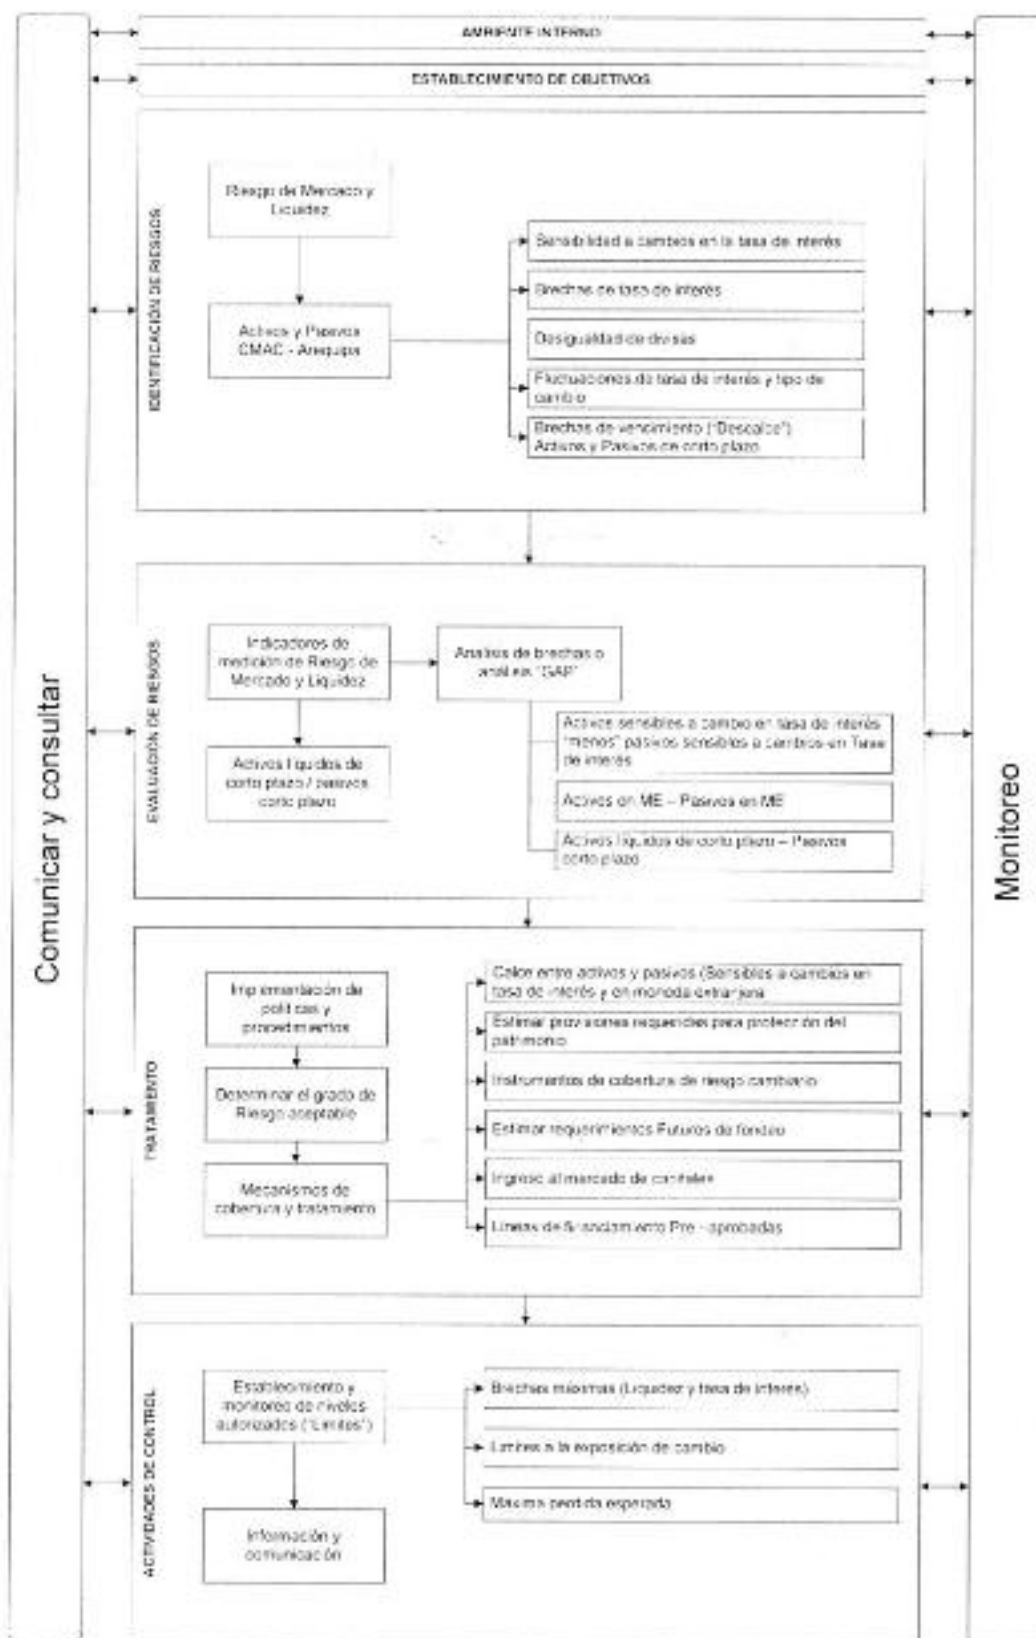 AMBIENTE INTERNO
ESTABLECIMIENTO DE OBJETIVOS
Comunicar y consultar
Monitoreo
IDENTIFICACIÓN DE RIESGOS
Riesgo de Mercado y
Liquidez
Activos y Pasivos
CMAC - Arequipa
Sensibilidad a cambios en la tasa de interés
Brechas de tasa de interés
Desigualdad de divisas
Fluctuaciones de tasa de interés y tipo de
cambio
Brechas de vencimiento ("Descalce")
Activos y Pasivos de corto plazo
EVALUACIÓN DE RIESGOS
Indicadores de
medición de Riesgo de
Mercado y Liquidez
Analisis de brechas o
análisis "GAP"
Activos líquidos de
corto plazo / pasivos
corto plazo
Activos sensibles a cambio en tasa de interés
"menos" pasivos sensibles a cambios en Tasa
de interés
Activos en ME – Pasivos en ME
Activos líquidos de corto plazo – Pasivos
corto plazo
TRATAMIENTO
Implementación de
políticas y
procedimientos
Determinar el grado de
Riesgo aceptable
Mecanismos de
cobertura y tratamiento
Calce entre activos y pasivos (Sensibles a cambios en
tasa de interés y en moneda extranjera
Estimar provisiones requeridas para protección del
patrimonio
Instrumentos de cobertura de riesgo cambiario
Estimar requerimientos Futuros de fondeo
Ingreso al mercado de capitales
Lineas de financiamiento Pre - aprobadas
ACTIVIDADES DE CONTROL
Establecimiento y
monitoreo de niveles
autorizados ("Limites")
Información y
comunicación
Brechas máximas (Liquidez y tasa de interés)
Limites a la exposición de cambio
Máxima perdida esperada